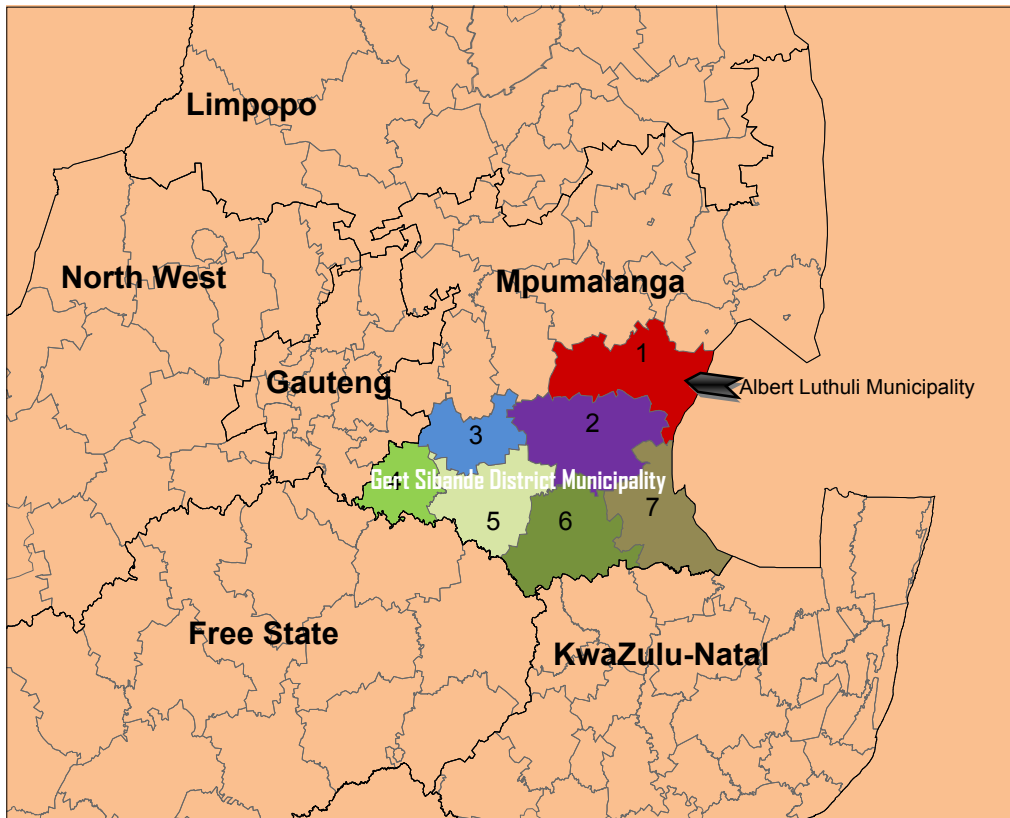 Limpopo
North West
Mpumalanga
1
Gauteng
Albert Luthuli Municipality
2
3
4
Gert Sibande District Municipality
5
6
7
Free State
KwaZulu-Natal